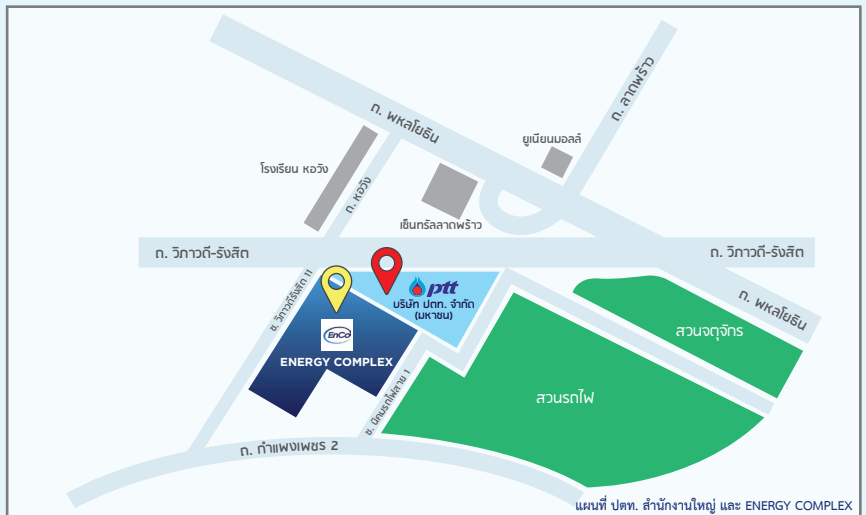 ถ. พหลโยธิน
ถ. ลาดพร้าว
ยูเนียนมอลล์
โรงเรียน หอวัง
ถ. หอวัง
เซ็นทรัลลาดพร้าว
ถ. วิภาวดี-รังสิต
ถ. วิภาวดี-รังสิต
ซ. วิภาวดีรังสิต 11
ptt
บริษัท ปตท. จำกัด
(มหาชน)
ถ. พหลโยธิน
EnCo
ENERGY COMPLEX
สวนจตุจักร
สวนรถไฟ
ซ. นิคมรถไฟสาย 1
ถ. กำแพงเพชร 2
แผนที่ ปตท. สำนักงานใหญ่ และ ENERGY COMPLEX